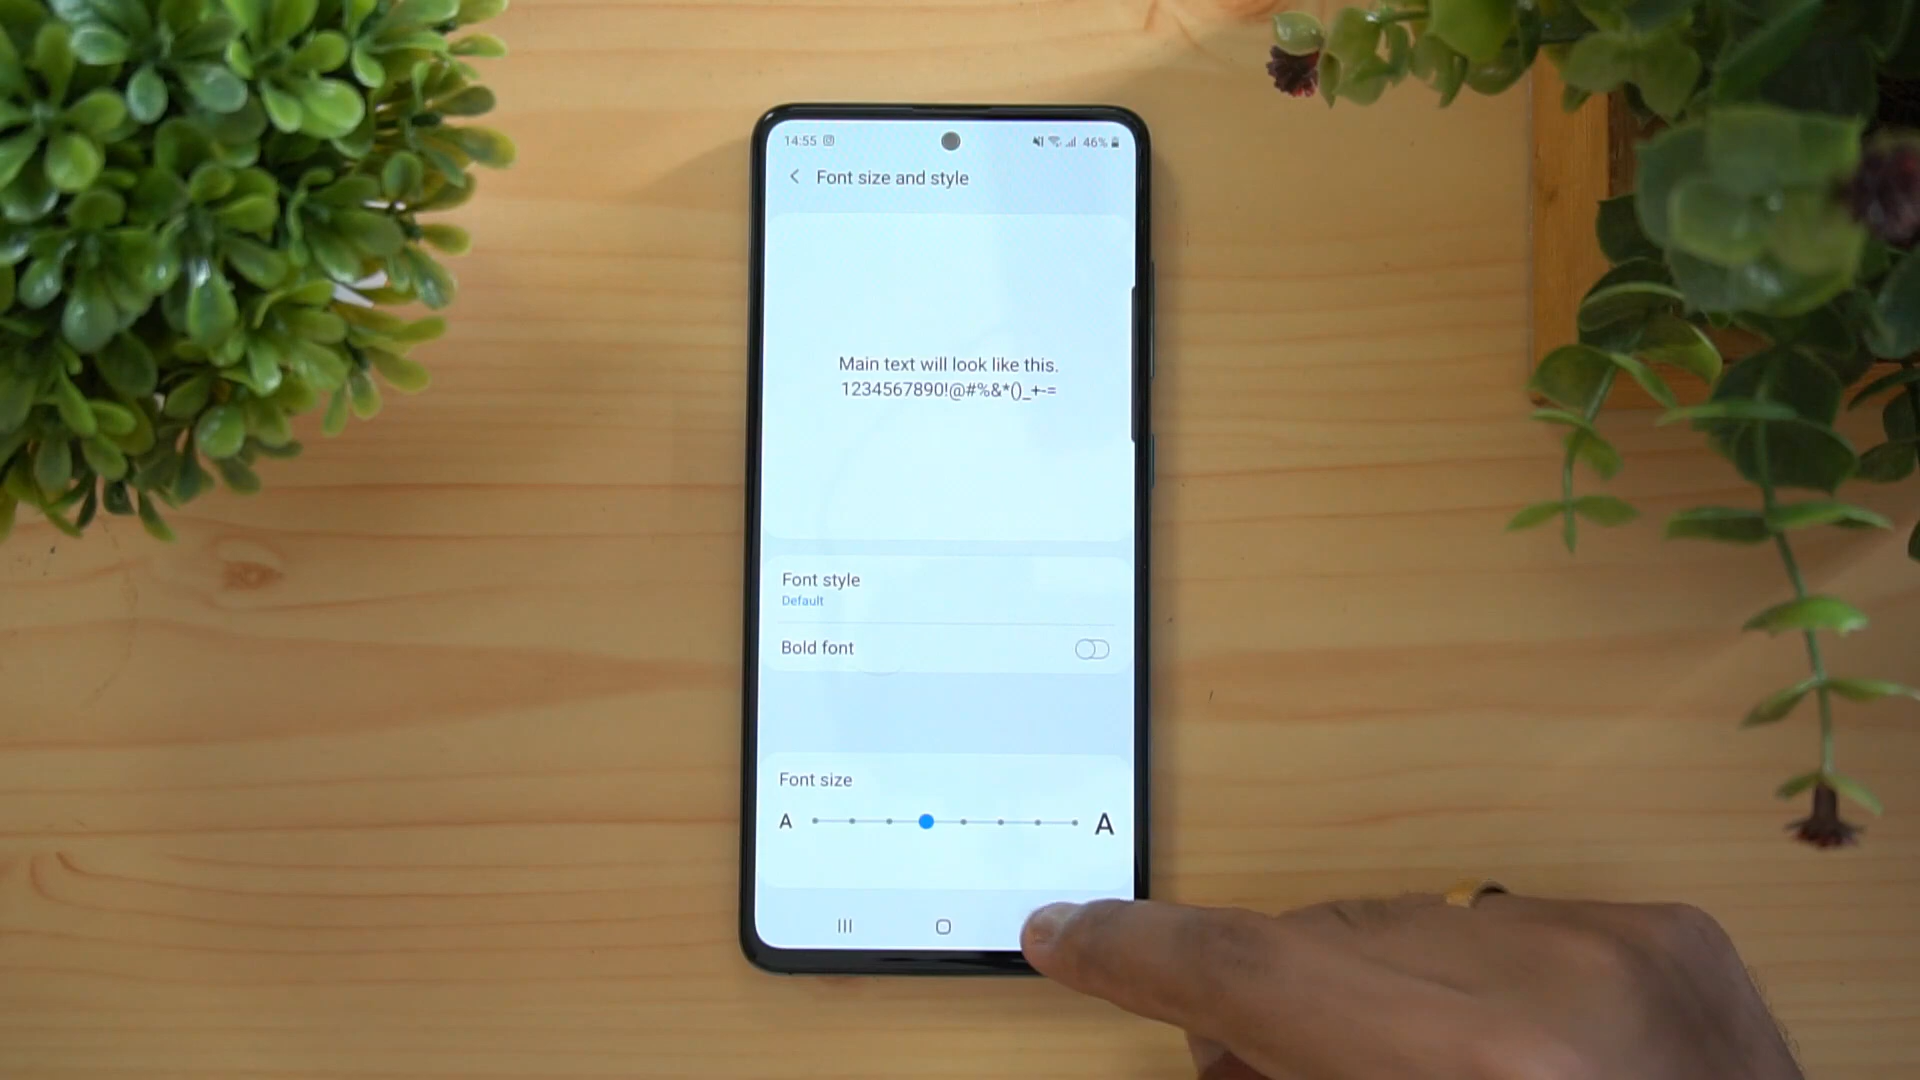 14:55 46%
Font size and style
Main text will look like this.
1234567890!@#%&*()_+-=
Font style
Default
Bold font
Font size
A A